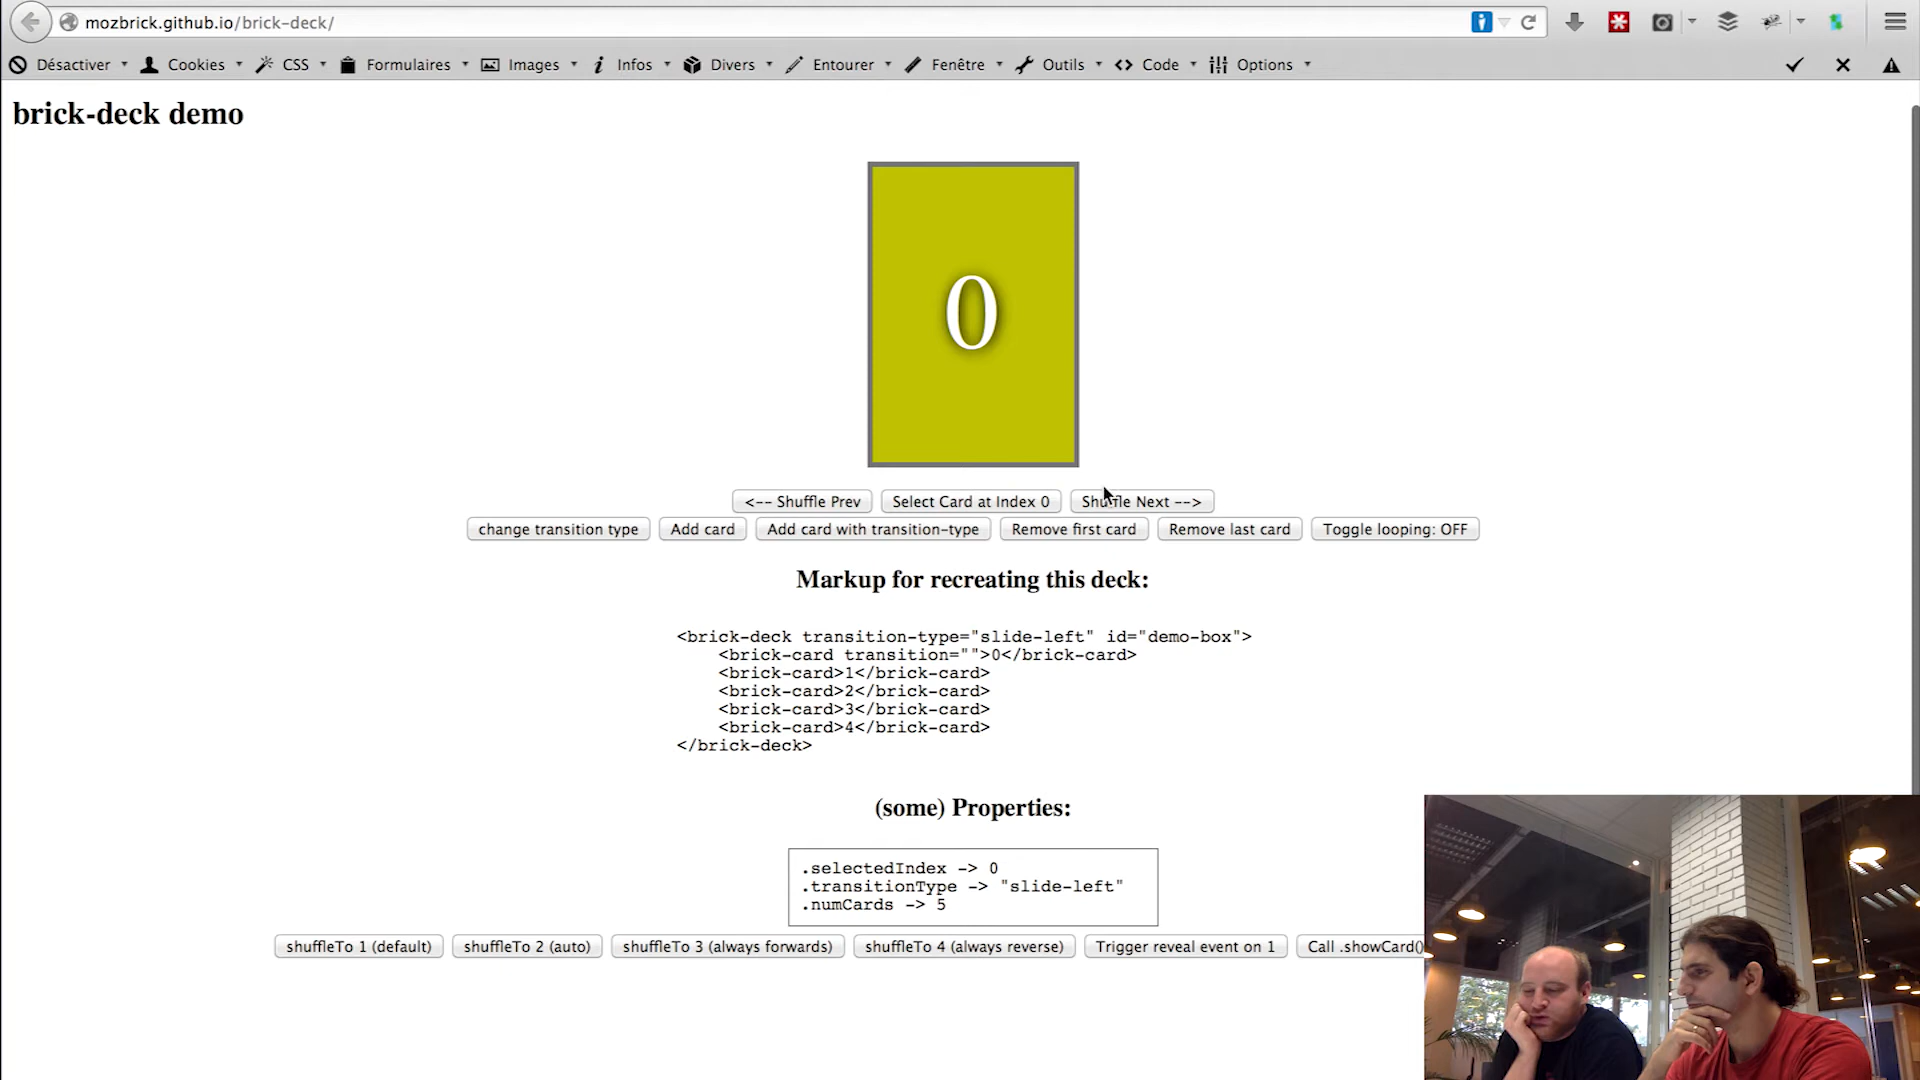 mozbrick.github.io/brick-deck/
Désactiver Cookies CSS Formulaires Images Infos Divers Entourer Fenêtre Outils Code Options
brick-deck demo
0
<-- Shuffle Prev Select Card at Index 0 Shuffle Next -->
change transition type Add card Add card with transition-type Remove first card Remove last card Toggle looping: OFF
Markup for recreating this deck:
<brick-deck transition-type="slide-left" id="demo-box">
<brick-card transition="">0</brick-card>
<brick-card>1</brick-card>
<brick-card>2</brick-card>
<brick-card>3</brick-card>
<brick-card>4</brick-card>
</brick-deck>
(some) Properties:
.selectedIndex -> 0
.transitionType -> "slide-left"
.numCards -> 5
shuffleTo 1 (default) shuffleTo 2 (auto) shuffleTo 3 (always forwards) shuffleTo 4 (always reverse) Trigger reveal event on 1 Call .showCard()